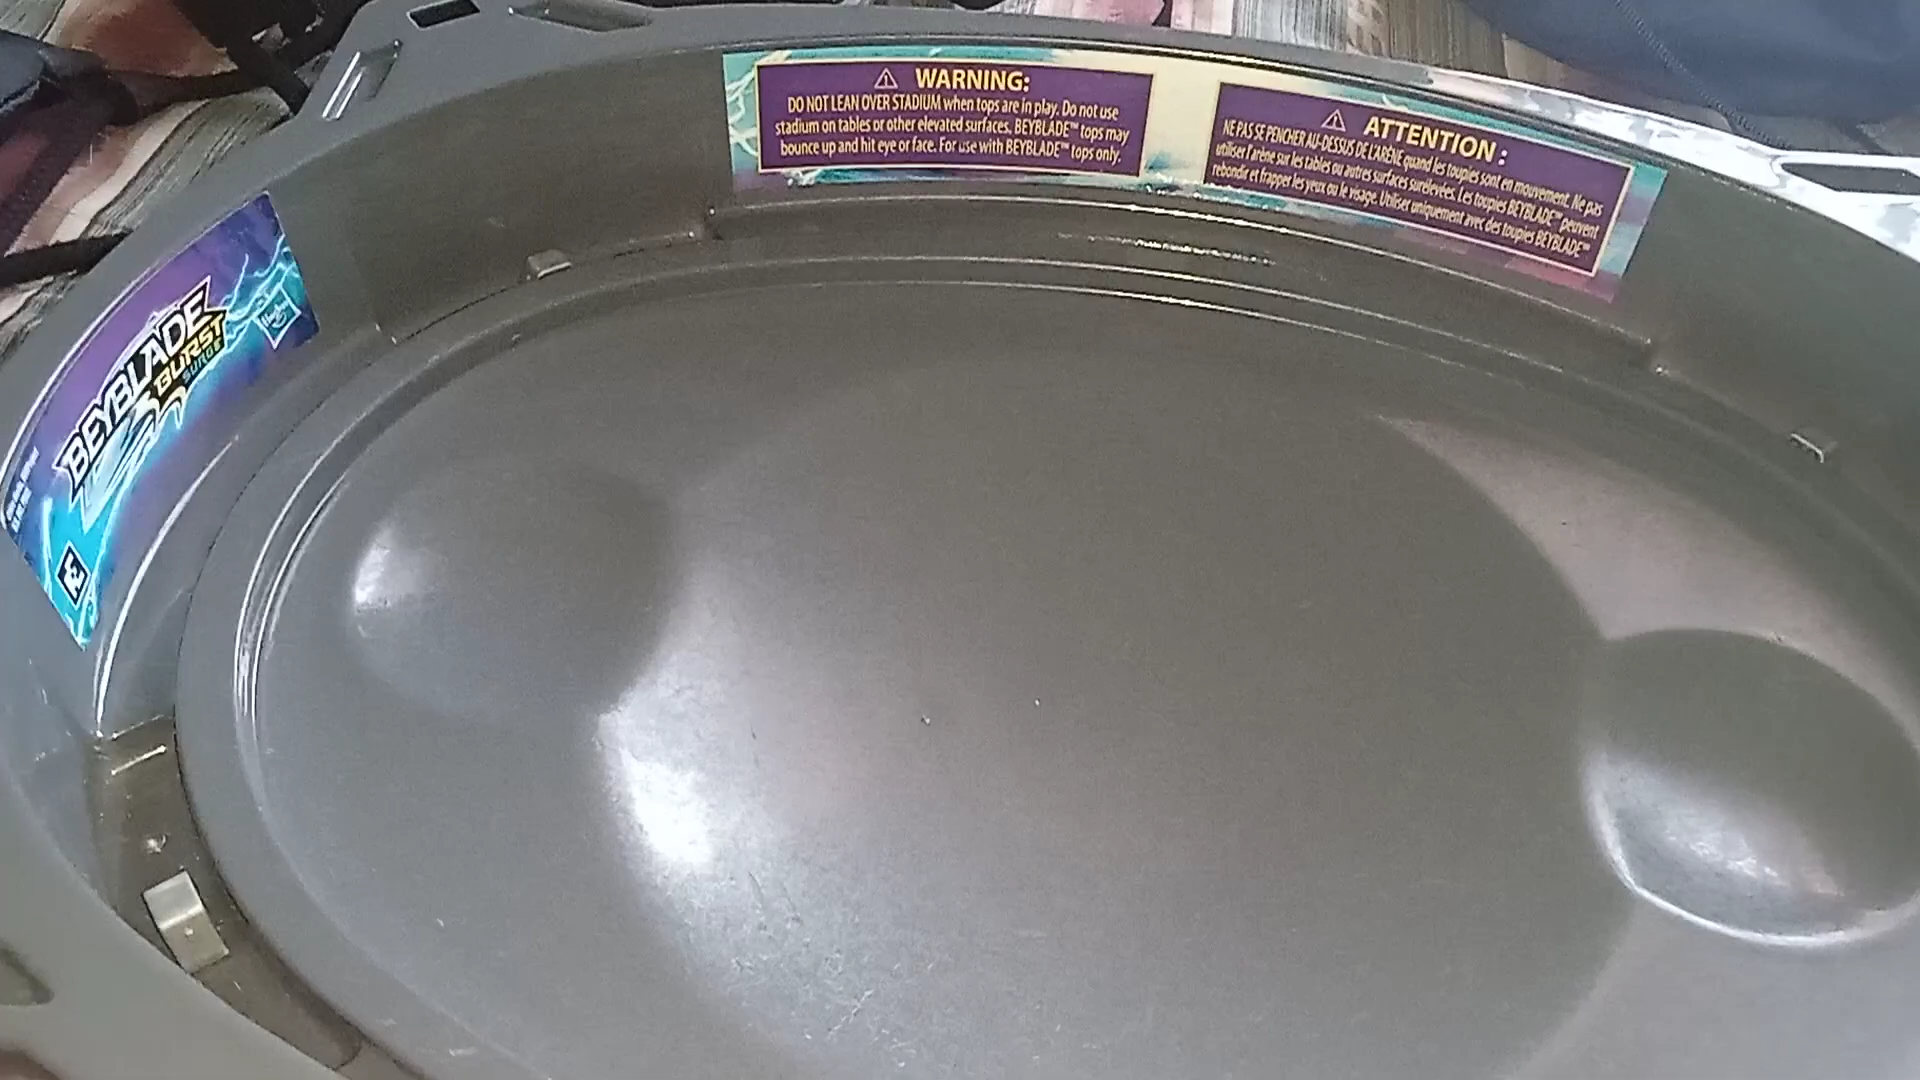 ⚠ WARNING:
DO NOT LEAN OVER STADIUM when tops are in play. Do not use
stadium on tables or other elevated surfaces. BEYBLADE™ tops may
bounce up and hit eye or face. For use with BEYBLADE™ tops only.
⚠ ATTENTION :
NE PAS SE PENCHER AU-DESSUS DE L'ARÈNE quand les toupies sont en mouvement. Ne pas
utiliser l'arène sur les tables ou autres surfaces surélevées. Les toupies BEYBLADE™ peuvent
rebondir et frapper les yeux ou le visage. Utiliser uniquement avec des toupies BEYBLADE™
BEYBLADE
BURST
SURGE
Hasbro